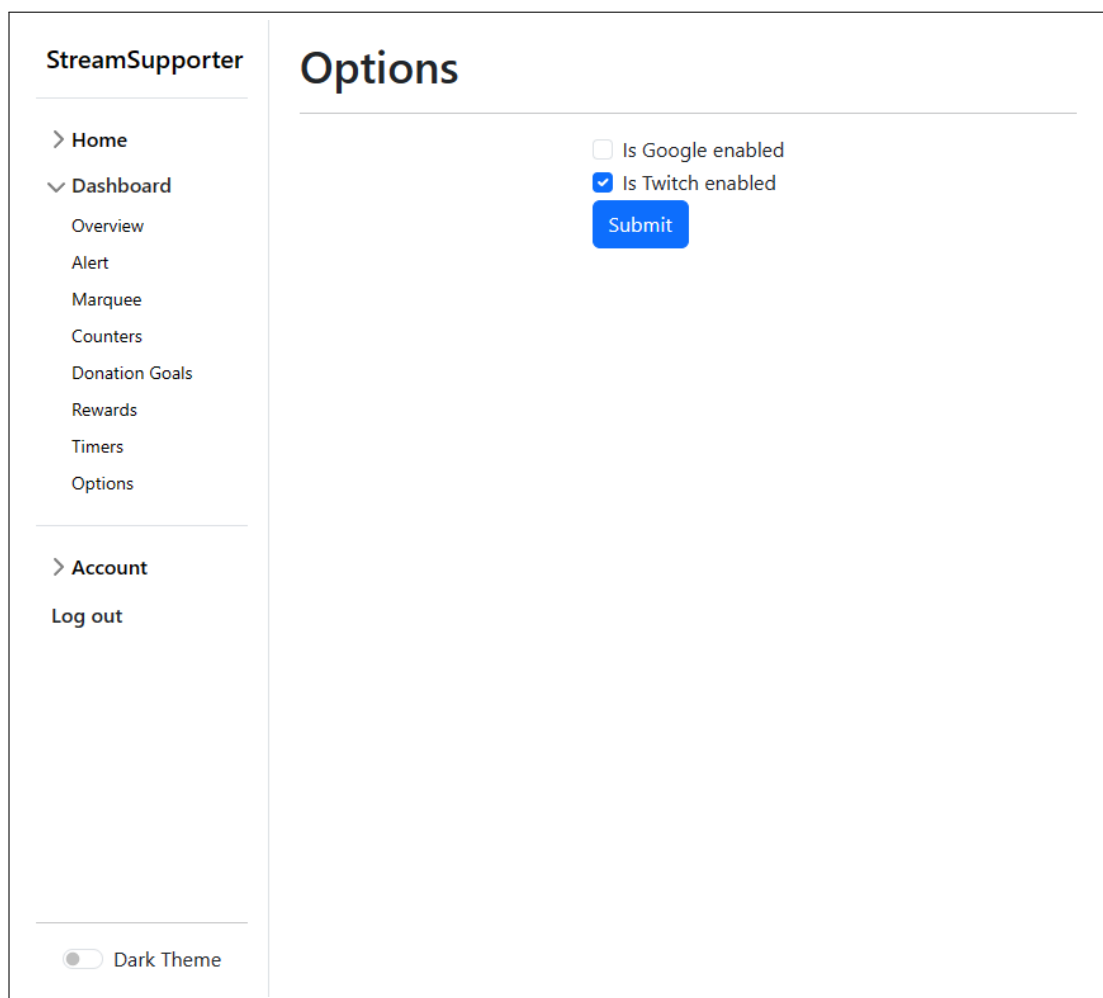 StreamSupporter
Home
Dashboard
Overview
Alert
Marquee
Counters
Donation Goals
Rewards
Timers
Options
Account
Log out
Dark Theme
Options
Is Google enabled
Is Twitch enabled
Submit